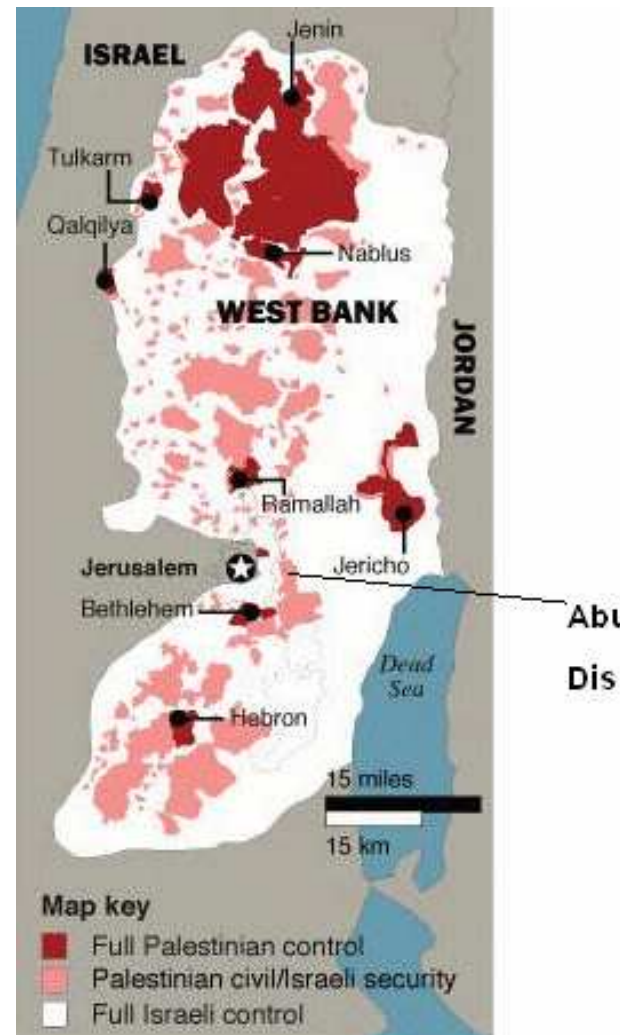 Jenin
ISRAEL
Tulkarm
Qalqilya
Nablus
WEST BANK
JORDAN
Ramallah
Jerusalem
Jericho
Bethlehem
Abu
Dis
Dead
Sea
Hebron
15 miles
15 km
Map key
Full Palestinian control
Palestinian civil/Israeli security
Full Israeli control